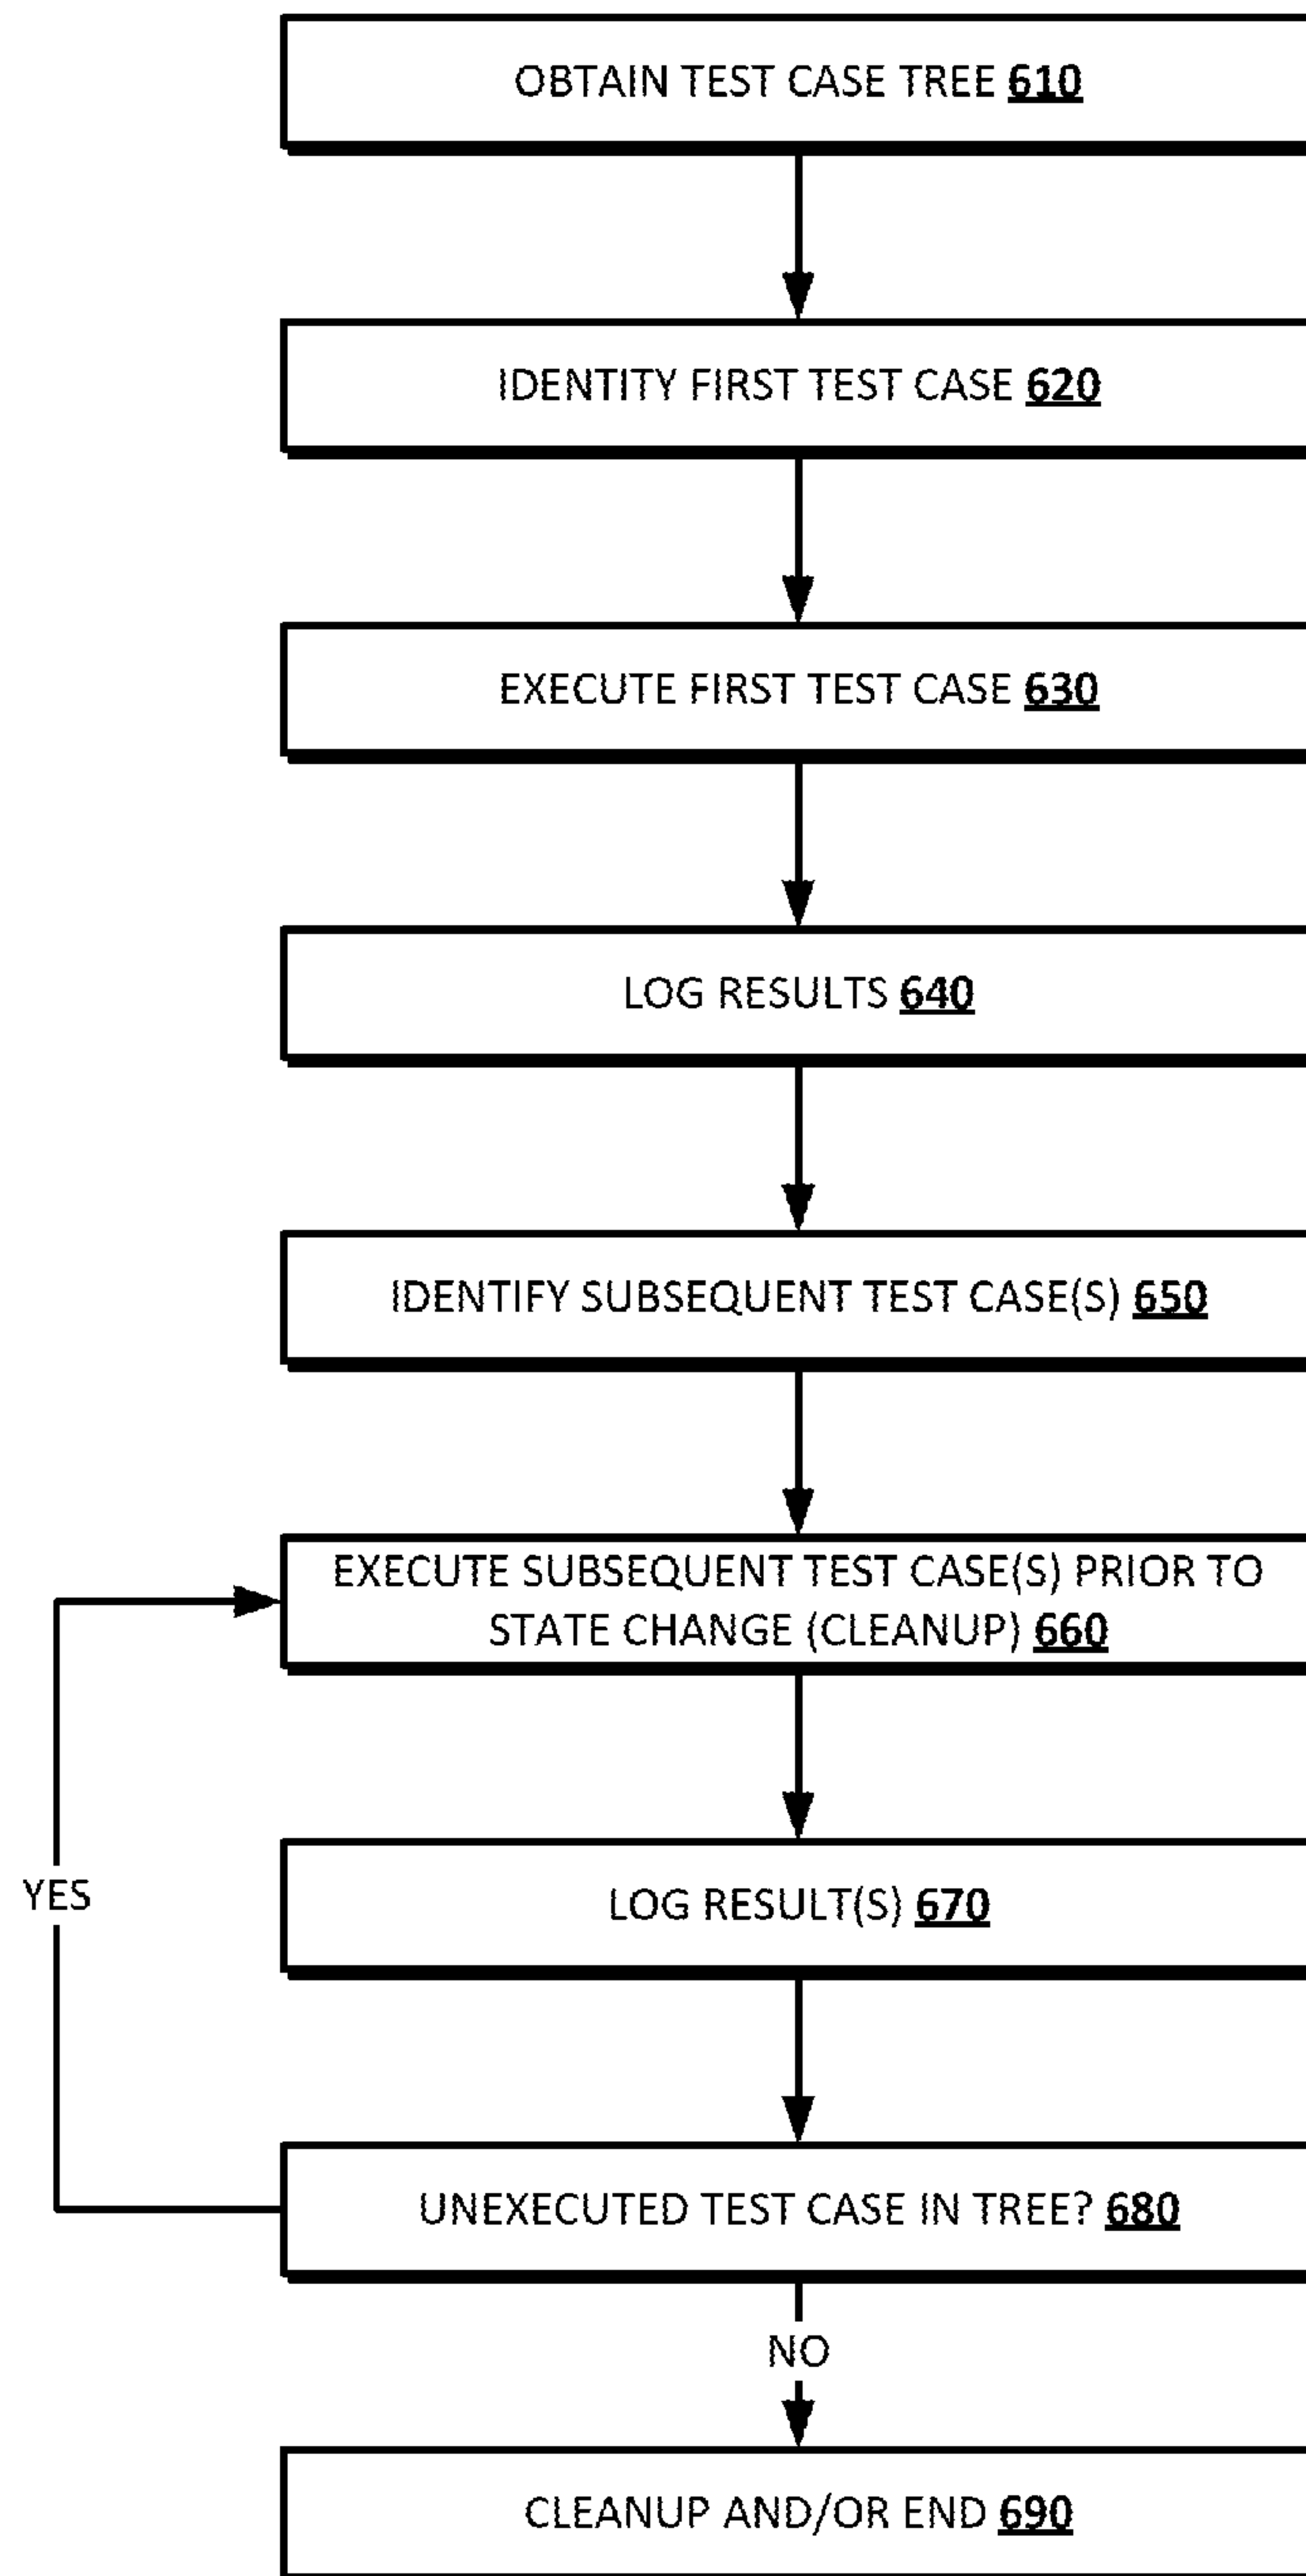 OBTAIN TEST CASE TREE 610
IDENTITY FIRST TEST CASE 620
EXECUTE FIRST TEST CASE 630
LOG RESULTS 640
IDENTIFY SUBSEQUENT TEST CASE(S) 650
EXECUTE SUBSEQUENT TEST CASE(S) PRIOR TO
STATE CHANGE (CLEANUP) 660
YES
LOG RESULT(S) 670
UNEXECUTED TEST CASE IN TREE? 680
NO
CLEANUP AND/OR END 690